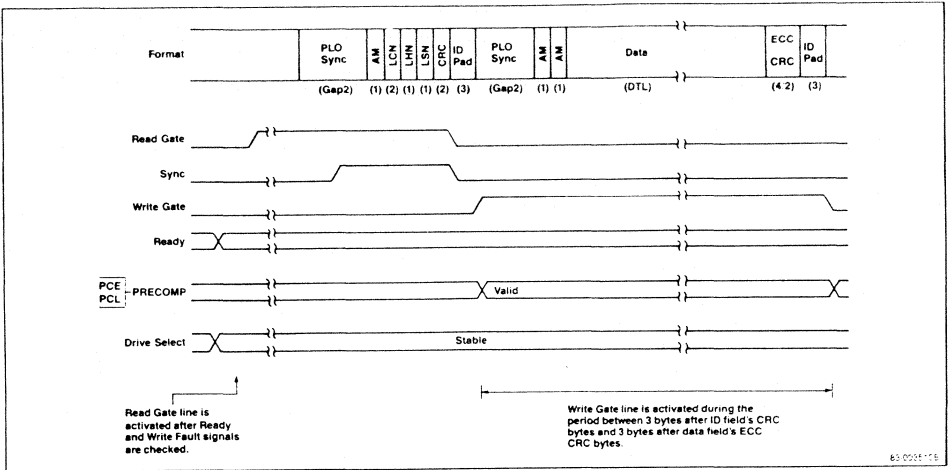 Format
PLO Sync
AM
LCN
LHN
LSN
CRC
ID Pad
PLO Sync
AM
AM
Data
ECC CRC
ID Pad
(Gap2) (1) (2) (1) (1) (2) (3) (Gap2) (1) (1) (DTL) (4/2) (3)
Read Gate
Sync
Write Gate
Ready
PCE
PCL
PRECOMP
Valid
Drive Select
Stable
Read Gate line is
activated after Ready
and Write Fault signals
are checked.
Write Gate line is activated during the
period between 3 bytes after ID field's CRC
bytes and 3 bytes after data field's ECC
CRC bytes.